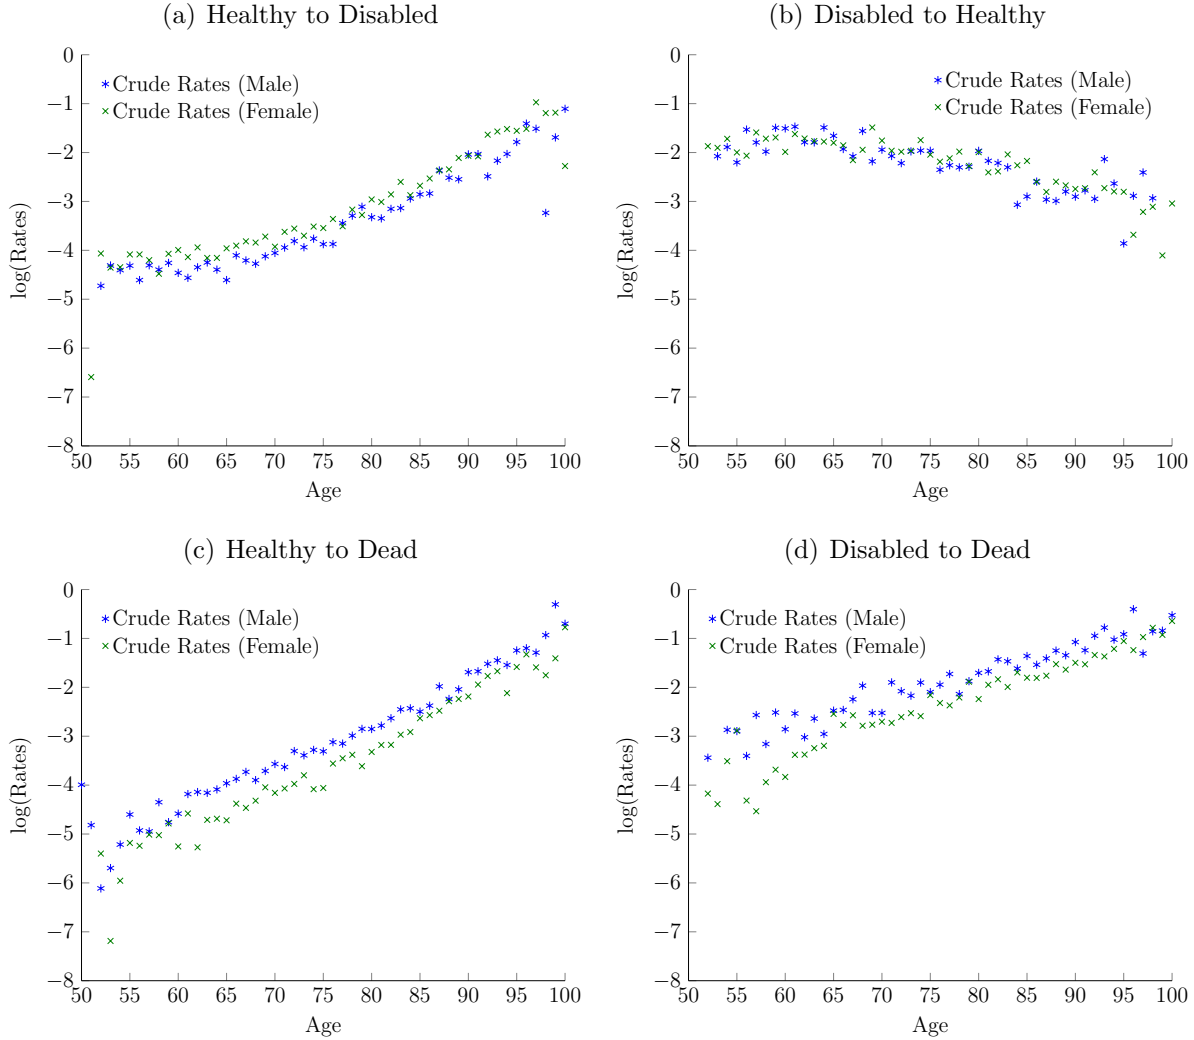 (a) Healthy to Disabled
0
−1
−2
−3
−4
−5
−6
−7
−8
log(Rates)
50 55 60 65 70 75 80 85 90 95 100
Age
Crude Rates (Male)
Crude Rates (Female)
(b) Disabled to Healthy
0
−1
−2
−3
−4
−5
−6
−7
−8
log(Rates)
50 55 60 65 70 75 80 85 90 95 100
Age
Crude Rates (Male)
Crude Rates (Female)
(c) Healthy to Dead
0
−1
−2
−3
−4
−5
−6
−7
−8
log(Rates)
50 55 60 65 70 75 80 85 90 95 100
Age
Crude Rates (Male)
Crude Rates (Female)
(d) Disabled to Dead
0
−1
−2
−3
−4
−5
−6
−7
−8
log(Rates)
50 55 60 65 70 75 80 85 90 95 100
Age
Crude Rates (Male)
Crude Rates (Female)